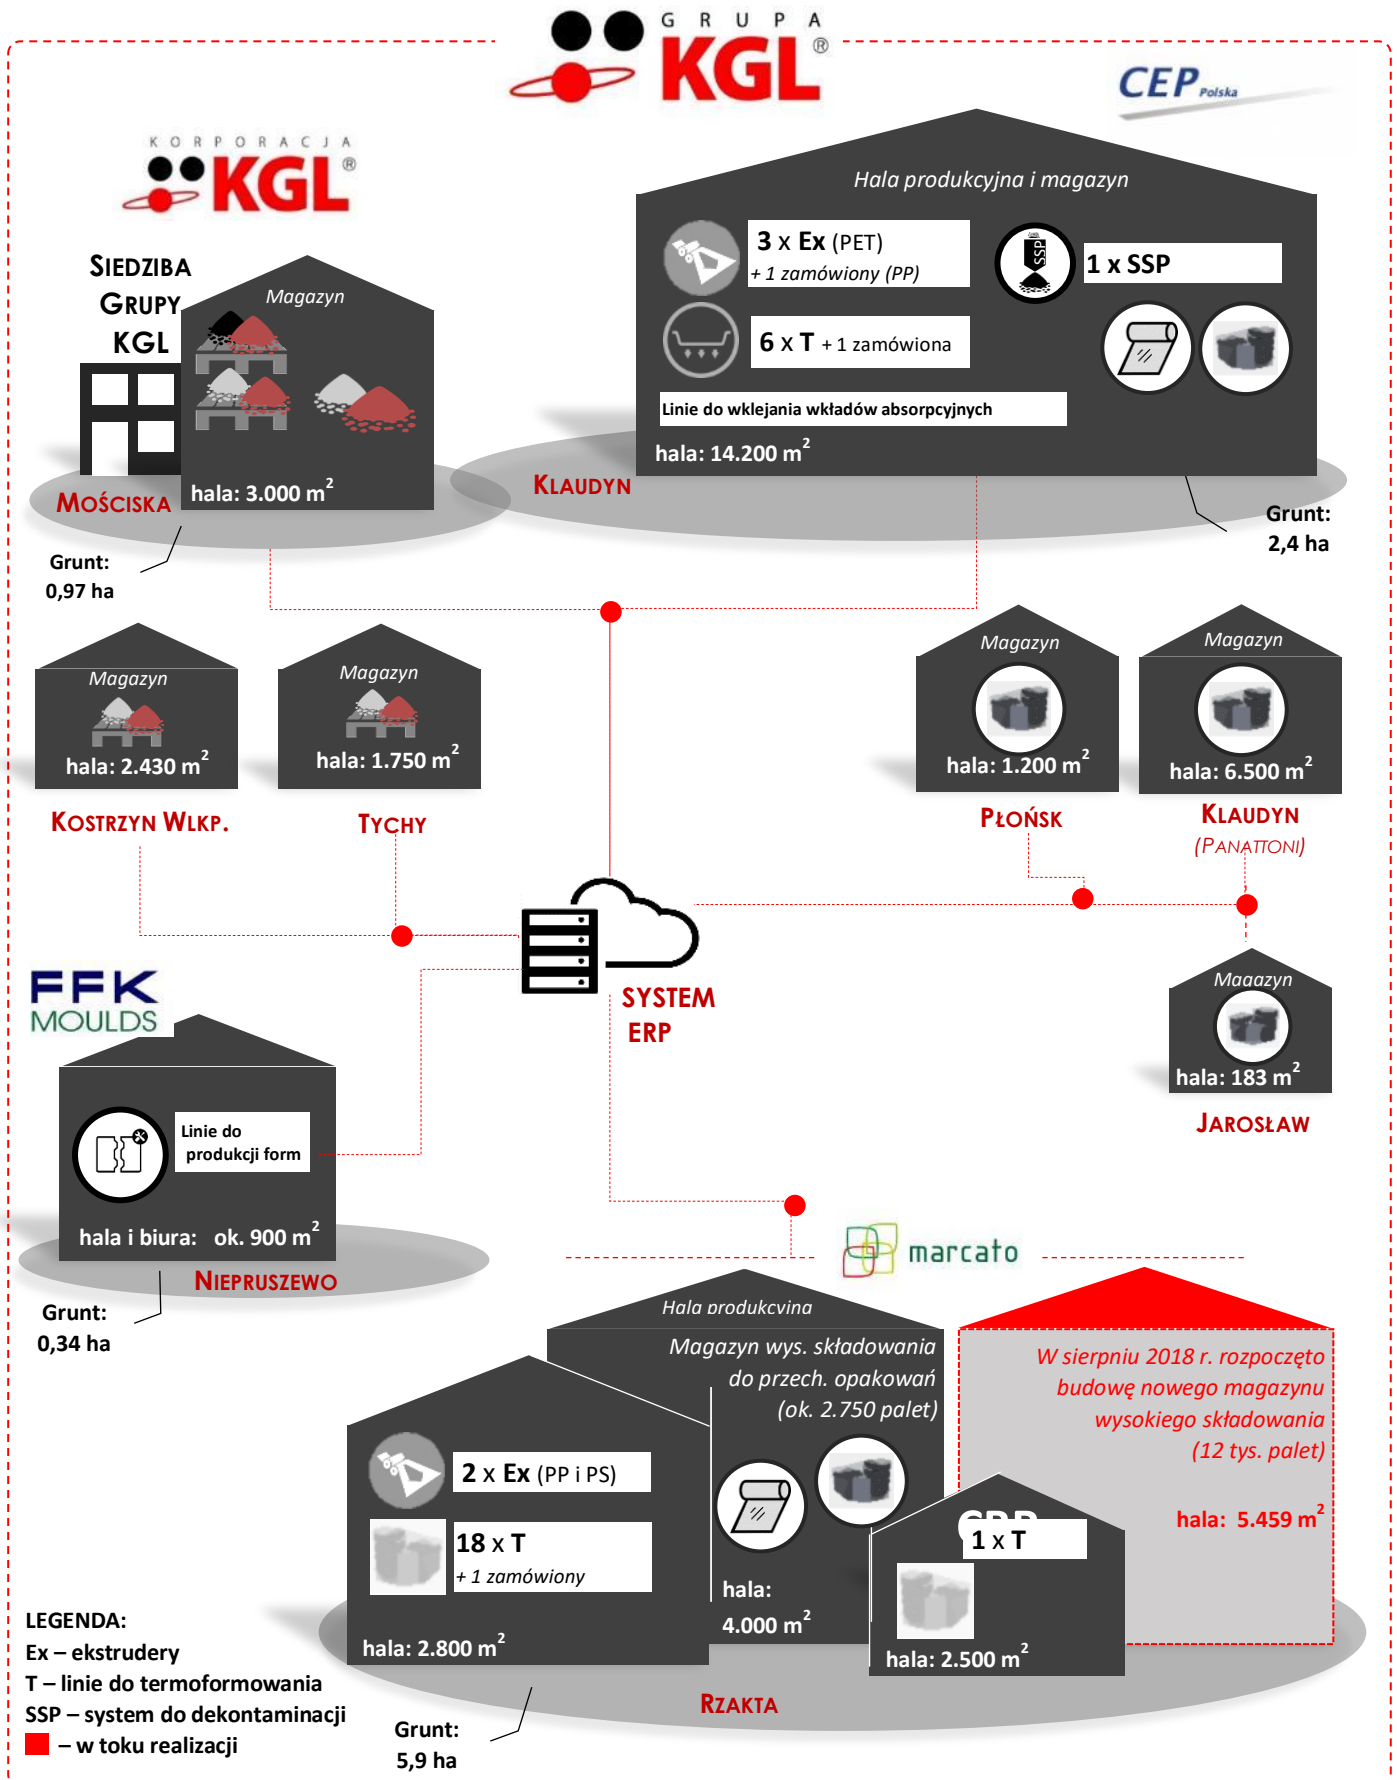 GRUPA
KGL®
CEP Polska
KORPORACJA
KGL®
SIEDZIBA
GRUPY
KGL
Magazyn
hala: 3.000 m²
MOŚCISKA
Grunt:
0,97 ha
Hala produkcyjna i magazyn
3 x Ex (PET)
+ 1 zamówiony (PP)
SSP
1 x SSP
6 x T + 1 zamówiona
Linie do wklejania wkładów absorpcyjnych
hala: 14.200 m²
KLAUDYN
Grunt:
2,4 ha
Magazyn
hala: 2.430 m²
KOSTRZYN WLKP.
Magazyn
hala: 1.750 m²
TYCHY
Magazyn
hala: 1.200 m²
PŁOŃSK
Magazyn
hala: 6.500 m²
KLAUDYN
(PANATTONI)
SYSTEM
ERP
Magazyn
hala: 183 m²
JAROSŁAW
FFK
MOULDS
Linie do
produkcji form
hala i biura: ok. 900 m²
NIEPRUSZEWO
Grunt:
0,34 ha
marcato
Hala produkcyjna
Magazyn wys. składowania
do przech. opakowań
(ok. 2.750 palet)
W sierpniu 2018 r. rozpoczęto
budowę nowego magazynu
wysokiego składowania
(12 tys. palet)
hala: 5.459 m²
2 x Ex (PP i PS)
18 x T
+ 1 zamówiony
hala: 2.800 m²
hala:
4.000 m²
1 x T
hala: 2.500 m²
RZAKTA
Grunt:
5,9 ha
LEGENDA:
Ex – ekstrudery
T – linie do termoformowania
SSP – system do dekontaminacji
– w toku realizacji